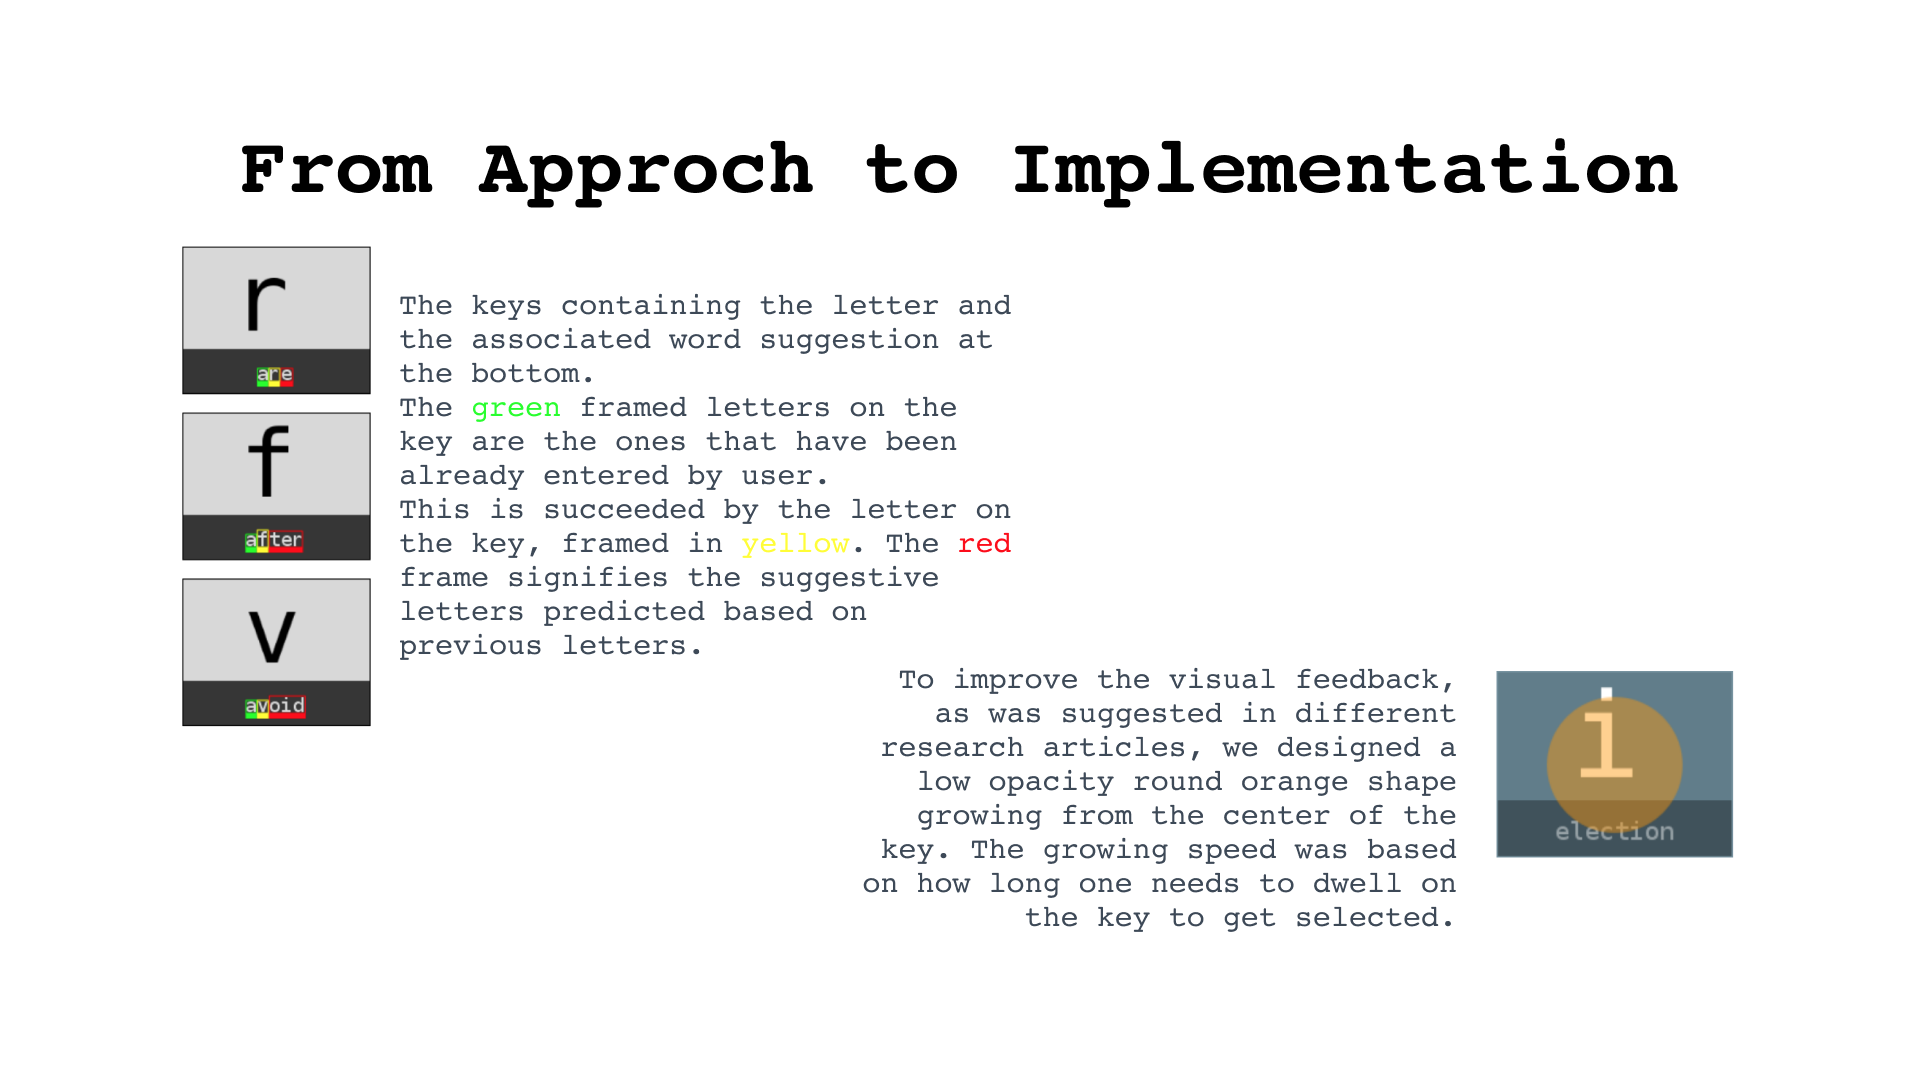 From Approch to Implementation
r
are
f
after
v
avoid
The keys containing the letter and
the associated word suggestion at
the bottom.
The green framed letters on the
key are the ones that have been
already entered by user.
This is succeeded by the letter on
the key, framed in yellow. The red
frame signifies the suggestive
letters predicted based on
previous letters.
To improve the visual feedback,
as was suggested in different
research articles, we designed a
low opacity round orange shape
growing from the center of the
key. The growing speed was based
on how long one needs to dwell on
the key to get selected.
i
election